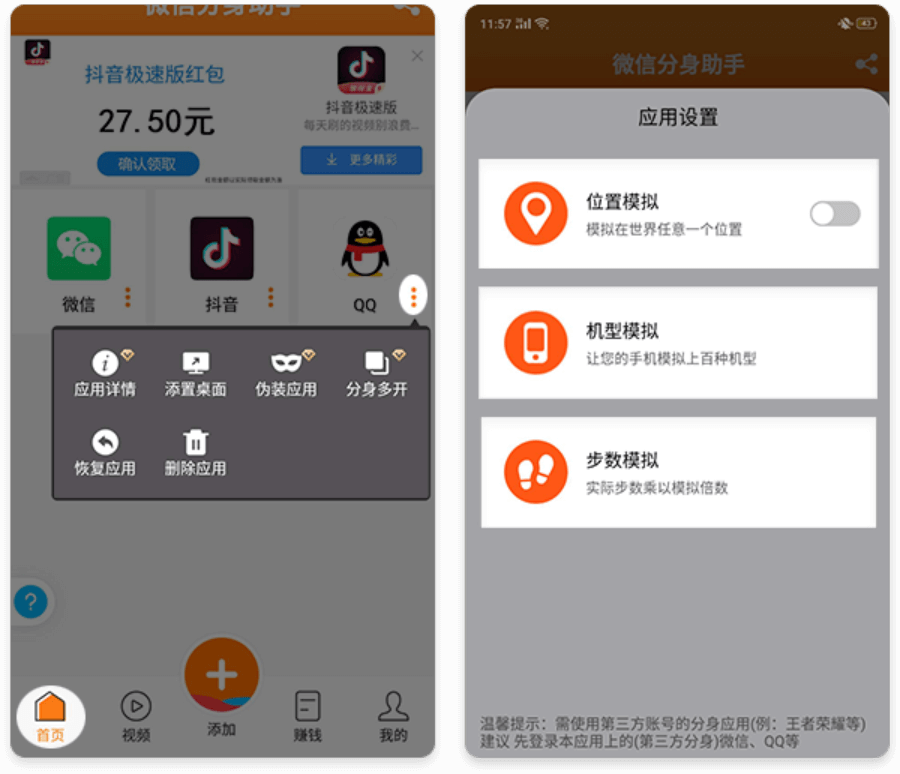 微信分身助手
抖音极速版红包
27.50元
确认领取
抖音极速版
每天刷的视频别浪费...
更多精彩
微信
抖音
QQ
应用详情
添置桌面
伪装应用
分身多开
恢复应用
删除应用
?
首页
视频
添加
赚钱
我的
11:57
43
微信分身助手
应用设置
位置模拟
模拟在世界任意一个位置
机型模拟
让您的手机模拟上百种机型
步数模拟
实际步数乘以模拟倍数
温馨提示：需使用第三方账号的分身应用(例：王者荣耀等)
建议 先登录本应用上的(第三方分身)微信、QQ等